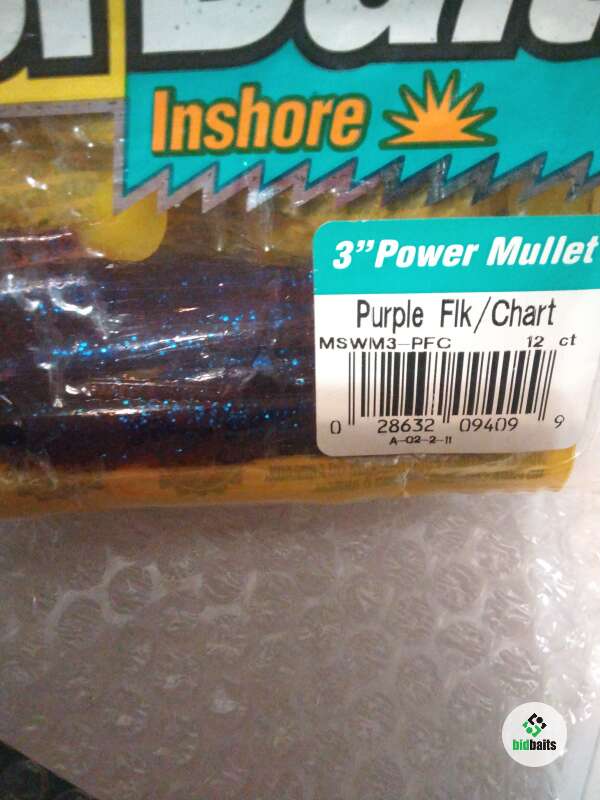 Inshore
3”Power Mullet
Purple Flk/Chart
MSWM3-PFC 12 ct
0 28632 09409 9
A-02-2-11
bidbaits